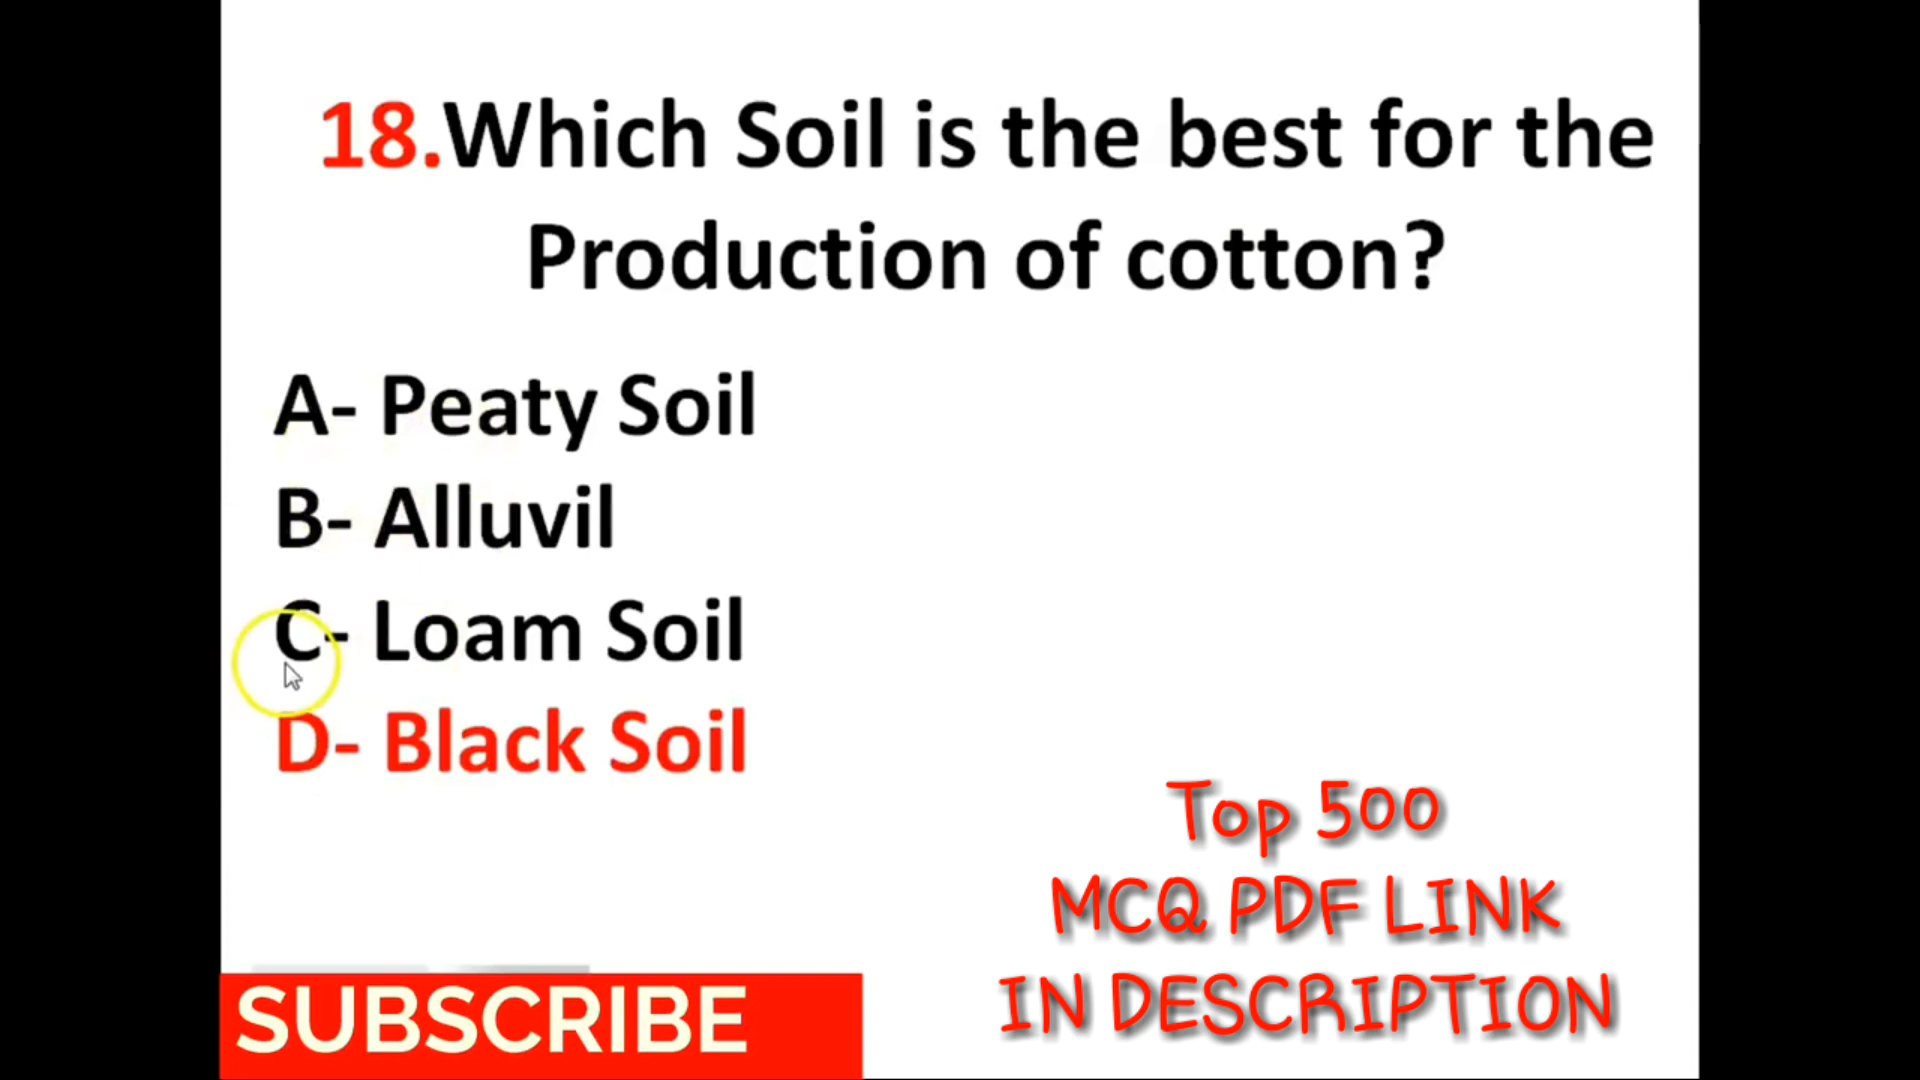 18.Which Soil is the best for the
Production of cotton?
A- Peaty Soil
B- Alluvil
C- Loam Soil
D- Black Soil
Top 500
MCQ PDF LINK
IN DESCRIPTION
SUBSCRIBE